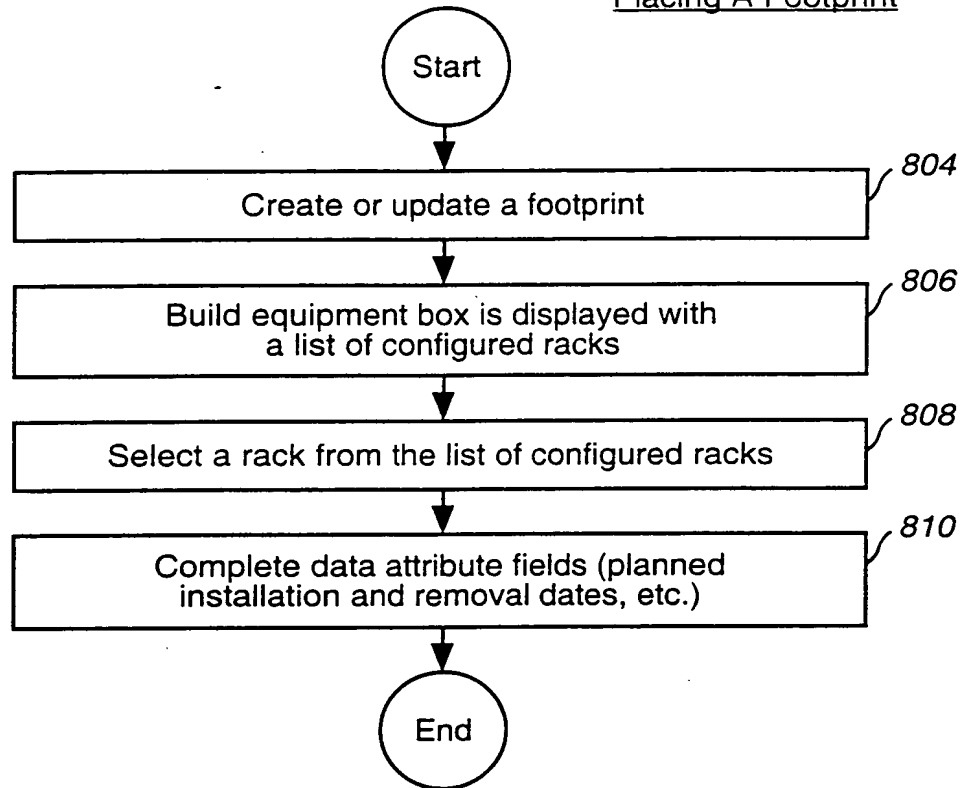 Placing A Footprint
Start
804
Create or update a footprint
806
Build equipment box is displayed with
a list of configured racks
808
Select a rack from the list of configured racks
810
Complete data attribute fields (planned
installation and removal dates, etc.)
End